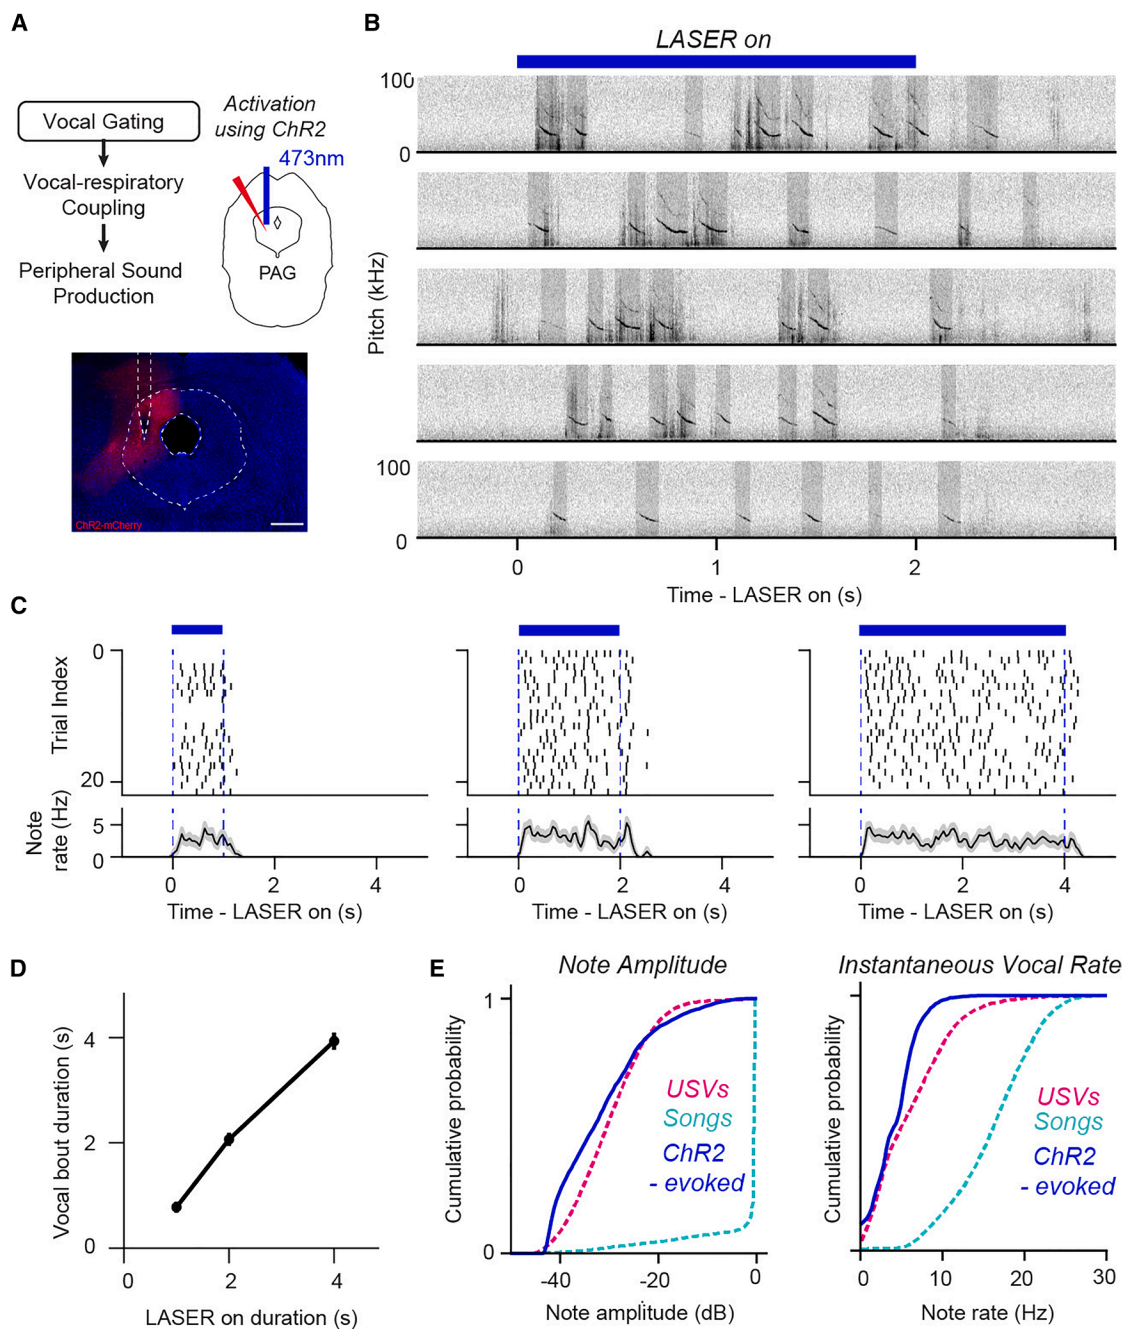 A
Vocal Gating
Vocal-respiratory
Coupling
Peripheral Sound
Production
Activation
using ChR2
473nm
PAG
ChR2-mCherry
B
LASER on
100
0
100
0
Pitch (kHz)
0 1 2
Time - LASER on (s)
C
0
Trial Index
20
Note
rate (Hz)
5
0
0 2 4
Time - LASER on (s)
0 2 4
Time - LASER on (s)
0 2 4
Time - LASER on (s)
D
Vocal bout duration (s)
4
2
0
0 2 4
LASER on duration (s)
E
Note Amplitude
Cumulative probability
1
0
USVs
Songs
ChR2
- evoked
-40 -20 0
Note amplitude (dB)
Instantaneous Vocal Rate
Cumulative probability
USVs
Songs
ChR2
- evoked
0 10 20 30
Note rate (Hz)